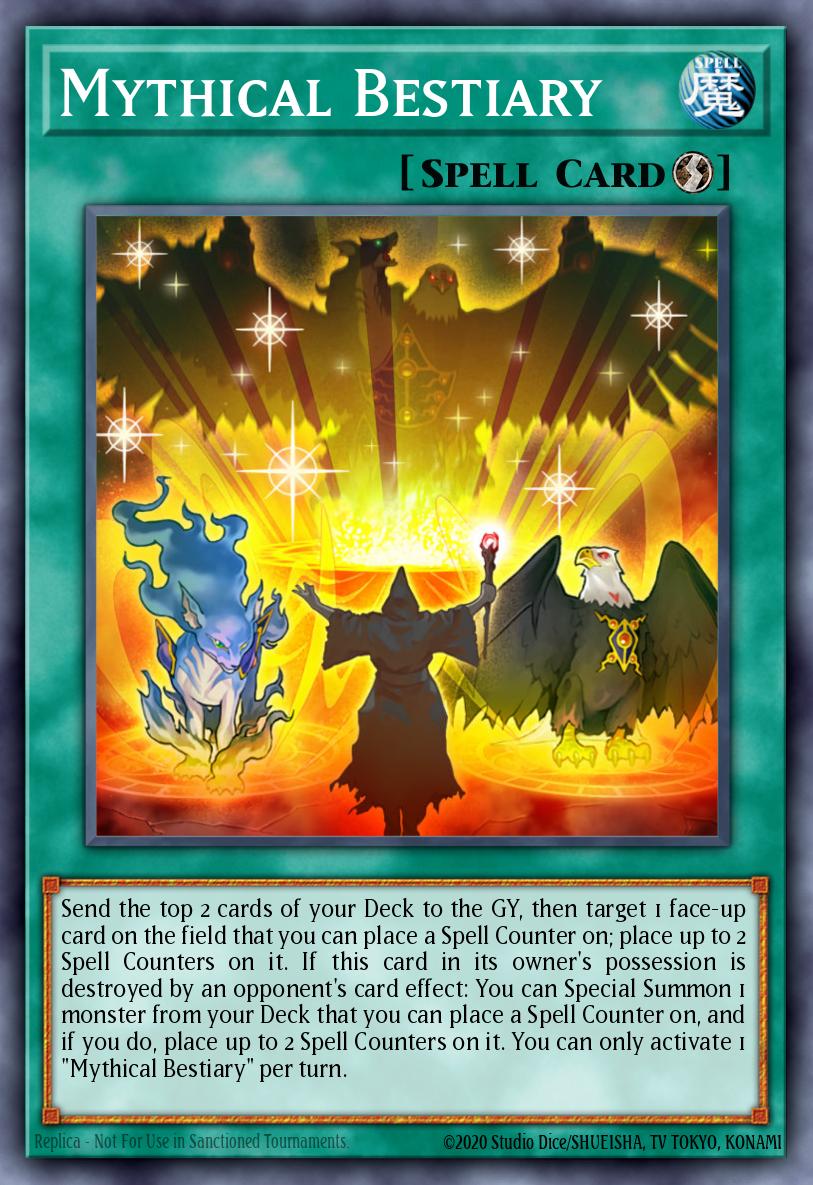 Mythical Bestiary
SPELL
魔
[Spell Card]
Send the top 2 cards of your Deck to the GY, then target 1 face-up
card on the field that you can place a Spell Counter on; place up to 2
Spell Counters on it. If this card in its owner's possession is
destroyed by an opponent's card effect: You can Special Summon 1
monster from your Deck that you can place a Spell Counter on, and
if you do, place up to 2 Spell Counters on it. You can only activate 1
"Mythical Bestiary" per turn.
Replica - Not For Use in Sanctioned Tournaments.
©2020 Studio Dice/SHUEISHA, TV TOKYO, KONAMI